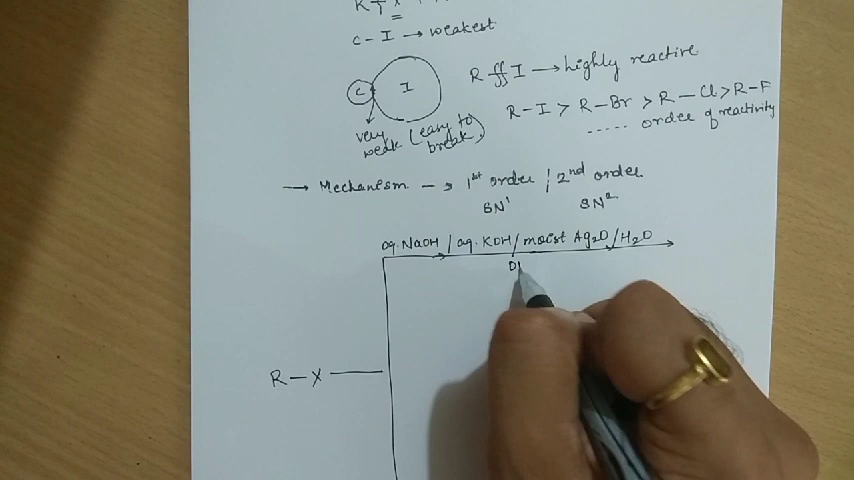 C - I → weakest
C I R I → highly reactive
very weak (easy to break)
R - I > R - Br > R - Cl > R - F
..... order of reactivity
→ Mechanism → 1st order / 2nd order
SN1 SN2
aq. NaOH / aq. KOH / moist Ag2O / H2O
R - X